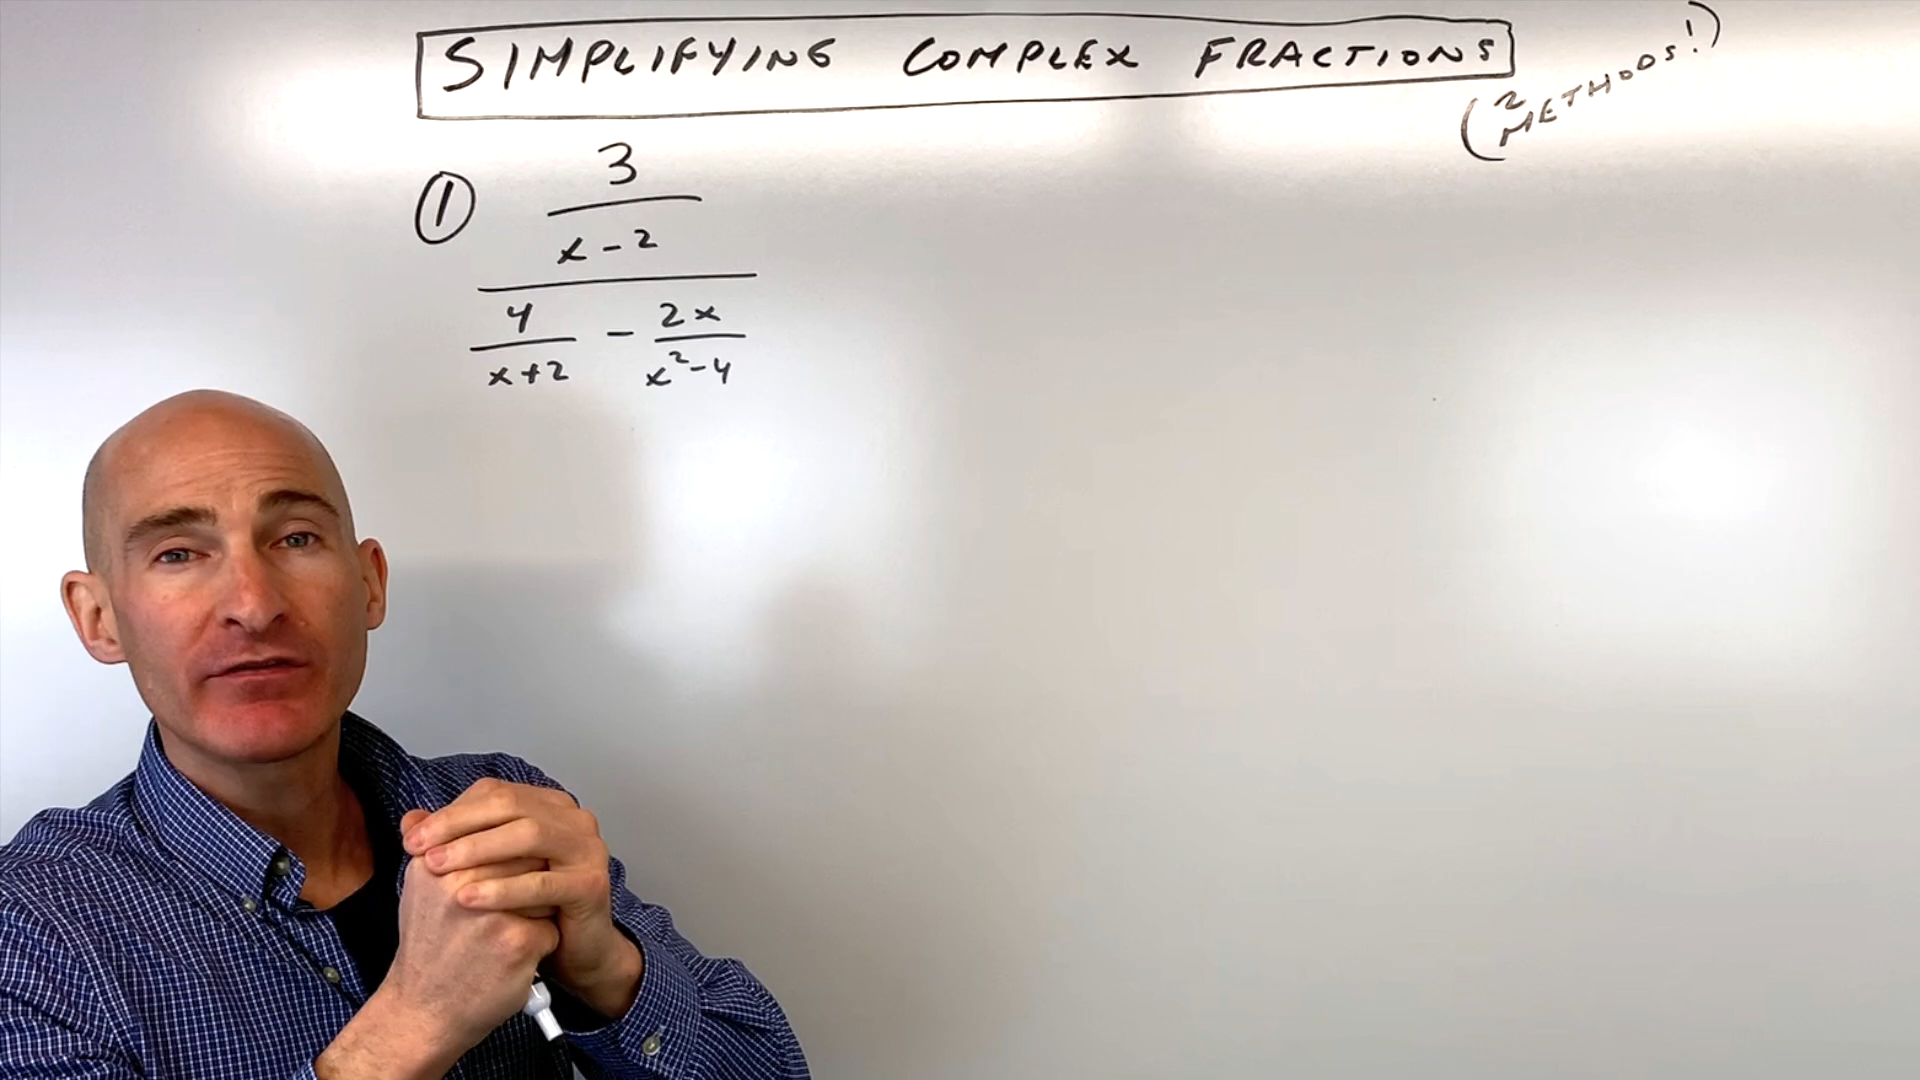 SIMPLIFYING COMPLEX FRACTIONS
(2 METHODS!)
① 3
x-2
4 - 2x
x+2 x²-4